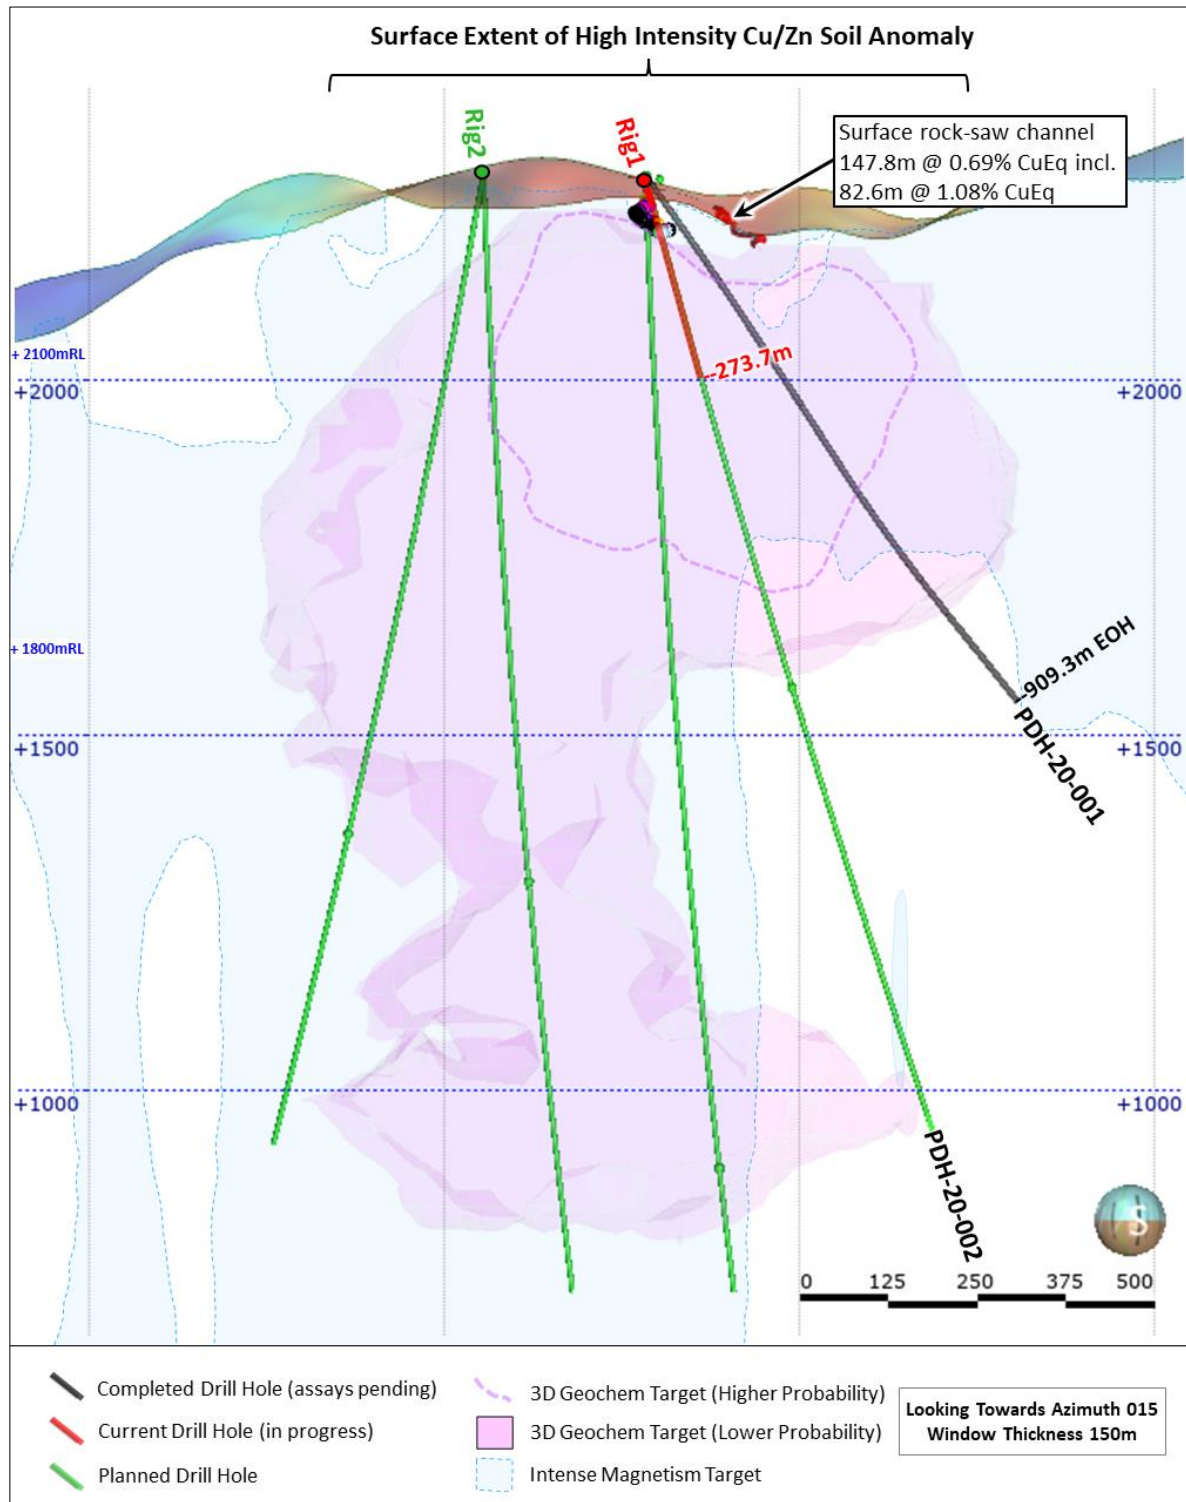 Surface Extent of High Intensity Cu/Zn Soil Anomaly
Rig2
Rig1
Surface rock-saw channel
147.8m @ 0.69% CuEq incl.
82.6m @ 1.08% CuEq
+ 2100mRL
--273.7m
+2000
+2000
+ 1800mRL
-909.3m EOH
PDH-20-001
+1500
+1500
+1000
+1000
PDH-20-002
S
0 125 250 375 500
Completed Drill Hole (assays pending)
Current Drill Hole (in progress)
Planned Drill Hole
3D Geochem Target (Higher Probability)
3D Geochem Target (Lower Probability)
Intense Magnetism Target
Looking Towards Azimuth 015
Window Thickness 150m